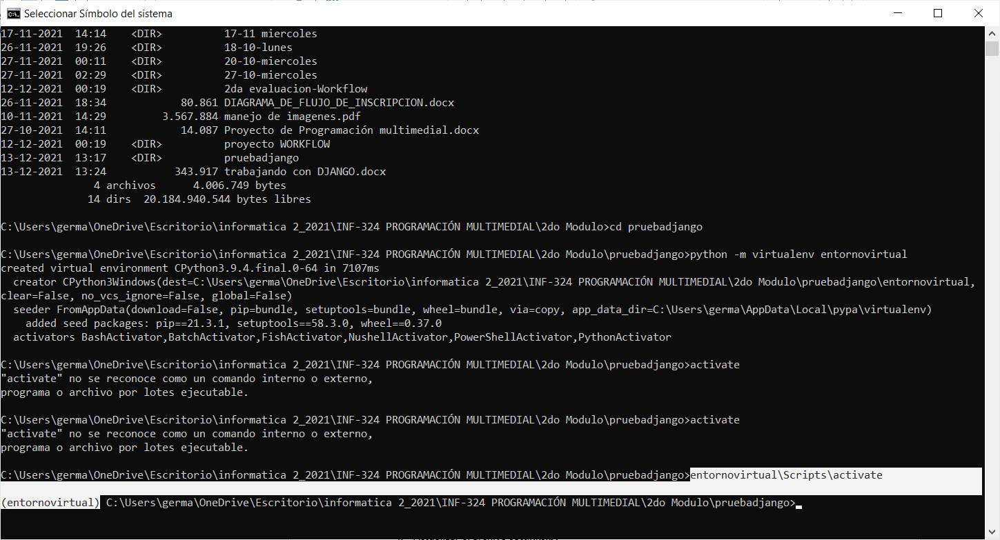 Seleccionar Símbolo del sistema
17-11-2021  14:14    <DIR>          17-11 miercoles
26-11-2021  19:26    <DIR>          18-10-lunes
27-11-2021  00:11    <DIR>          20-10-miercoles
27-11-2021  02:29    <DIR>          27-10-miercoles
12-12-2021  00:19    <DIR>          2da evaluacion-Workflow
26-11-2021  18:34            80.861 DIAGRAMA_DE_FLUJO_DE_INSCRIPCION.docx
10-11-2021  14:29         3.567.884 manejo de imagenes.pdf
27-10-2021  14:11            14.087 Proyecto de Programación multimedial.docx
12-12-2021  00:19    <DIR>          proyecto WORKFLOW
13-12-2021  13:17    <DIR>          pruebadjango
13-12-2021  13:24           343.917 trabajando con DJANGO.docx
               4 archivos      4.006.749 bytes
              14 dirs  20.184.940.544 bytes libres
C:\Users\germa\OneDrive\Escritorio\informatica 2_2021\INF-324 PROGRAMACIÓN MULTIMEDIAL\2do Modulo>cd pruebadjango
C:\Users\germa\OneDrive\Escritorio\informatica 2_2021\INF-324 PROGRAMACIÓN MULTIMEDIAL\2do Modulo\pruebadjango>python -m virtualenv entornovirtual
created virtual environment CPython3.9.4.final.0-64 in 7107ms
  creator CPython3Windows(dest=C:\Users\germa\OneDrive\Escritorio\informatica 2_2021\INF-324 PROGRAMACIÓN MULTIMEDIAL\2do Modulo\pruebadjango\entornovirtual,
clear=False, no_vcs_ignore=False, global=False)
  seeder FromAppData(download=False, pip=bundle, setuptools=bundle, wheel=bundle, via=copy, app_data_dir=C:\Users\germa\AppData\Local\pypa\virtualenv)
    added seed packages: pip==21.3.1, setuptools==58.3.0, wheel==0.37.0
  activators BashActivator,BatchActivator,FishActivator,NushellActivator,PowerShellActivator,PythonActivator
C:\Users\germa\OneDrive\Escritorio\informatica 2_2021\INF-324 PROGRAMACIÓN MULTIMEDIAL\2do Modulo\pruebadjango>activate
"activate" no se reconoce como un comando interno o externo,
programa o archivo por lotes ejecutable.
C:\Users\germa\OneDrive\Escritorio\informatica 2_2021\INF-324 PROGRAMACIÓN MULTIMEDIAL\2do Modulo\pruebadjango>activate
"activate" no se reconoce como un comando interno o externo,
programa o archivo por lotes ejecutable.
C:\Users\germa\OneDrive\Escritorio\informatica 2_2021\INF-324 PROGRAMACIÓN MULTIMEDIAL\2do Modulo\pruebadjango>entornovirtual\Scripts\activate
(entornovirtual) C:\Users\germa\OneDrive\Escritorio\informatica 2_2021\INF-324 PROGRAMACIÓN MULTIMEDIAL\2do Modulo\pruebadjango>